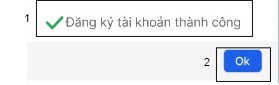 1 Đăng ký tài khoản thành công
2 Ok